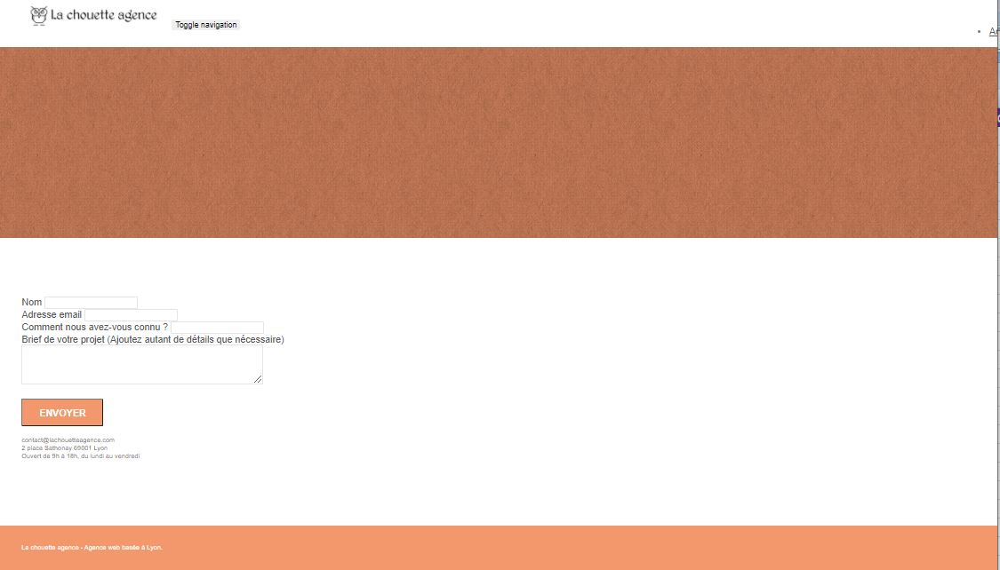 La chouette agence
Toggle navigation
Nom
Adresse email
Comment nous avez-vous connu ?
Brief de votre projet (Ajoutez autant de détails que nécessaire)
ENVOYER
contact@lachouetteagence.com
2 place Sathonay 69001 Lyon
Ouvert de 9h à 18h, du lundi au vendredi
La chouette agence - Agence web basée à Lyon.